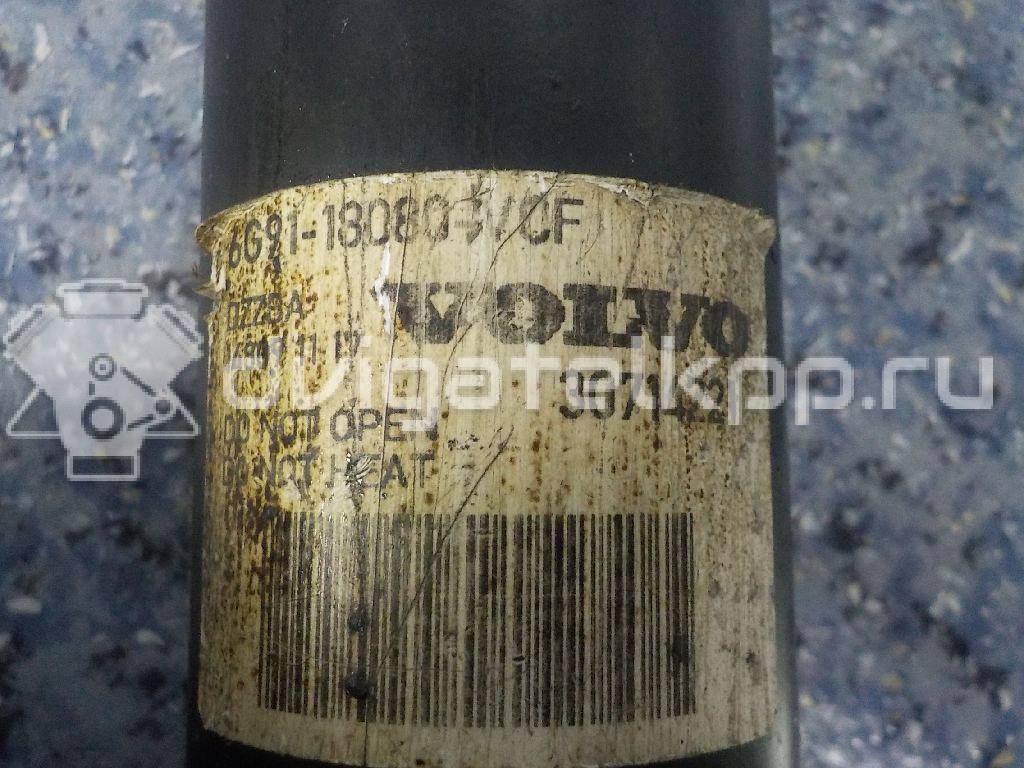 6G91-18080-VCF
VOLVO
DO NOT OPEN
DO NOT HEAT
dvigatelkpp.ru